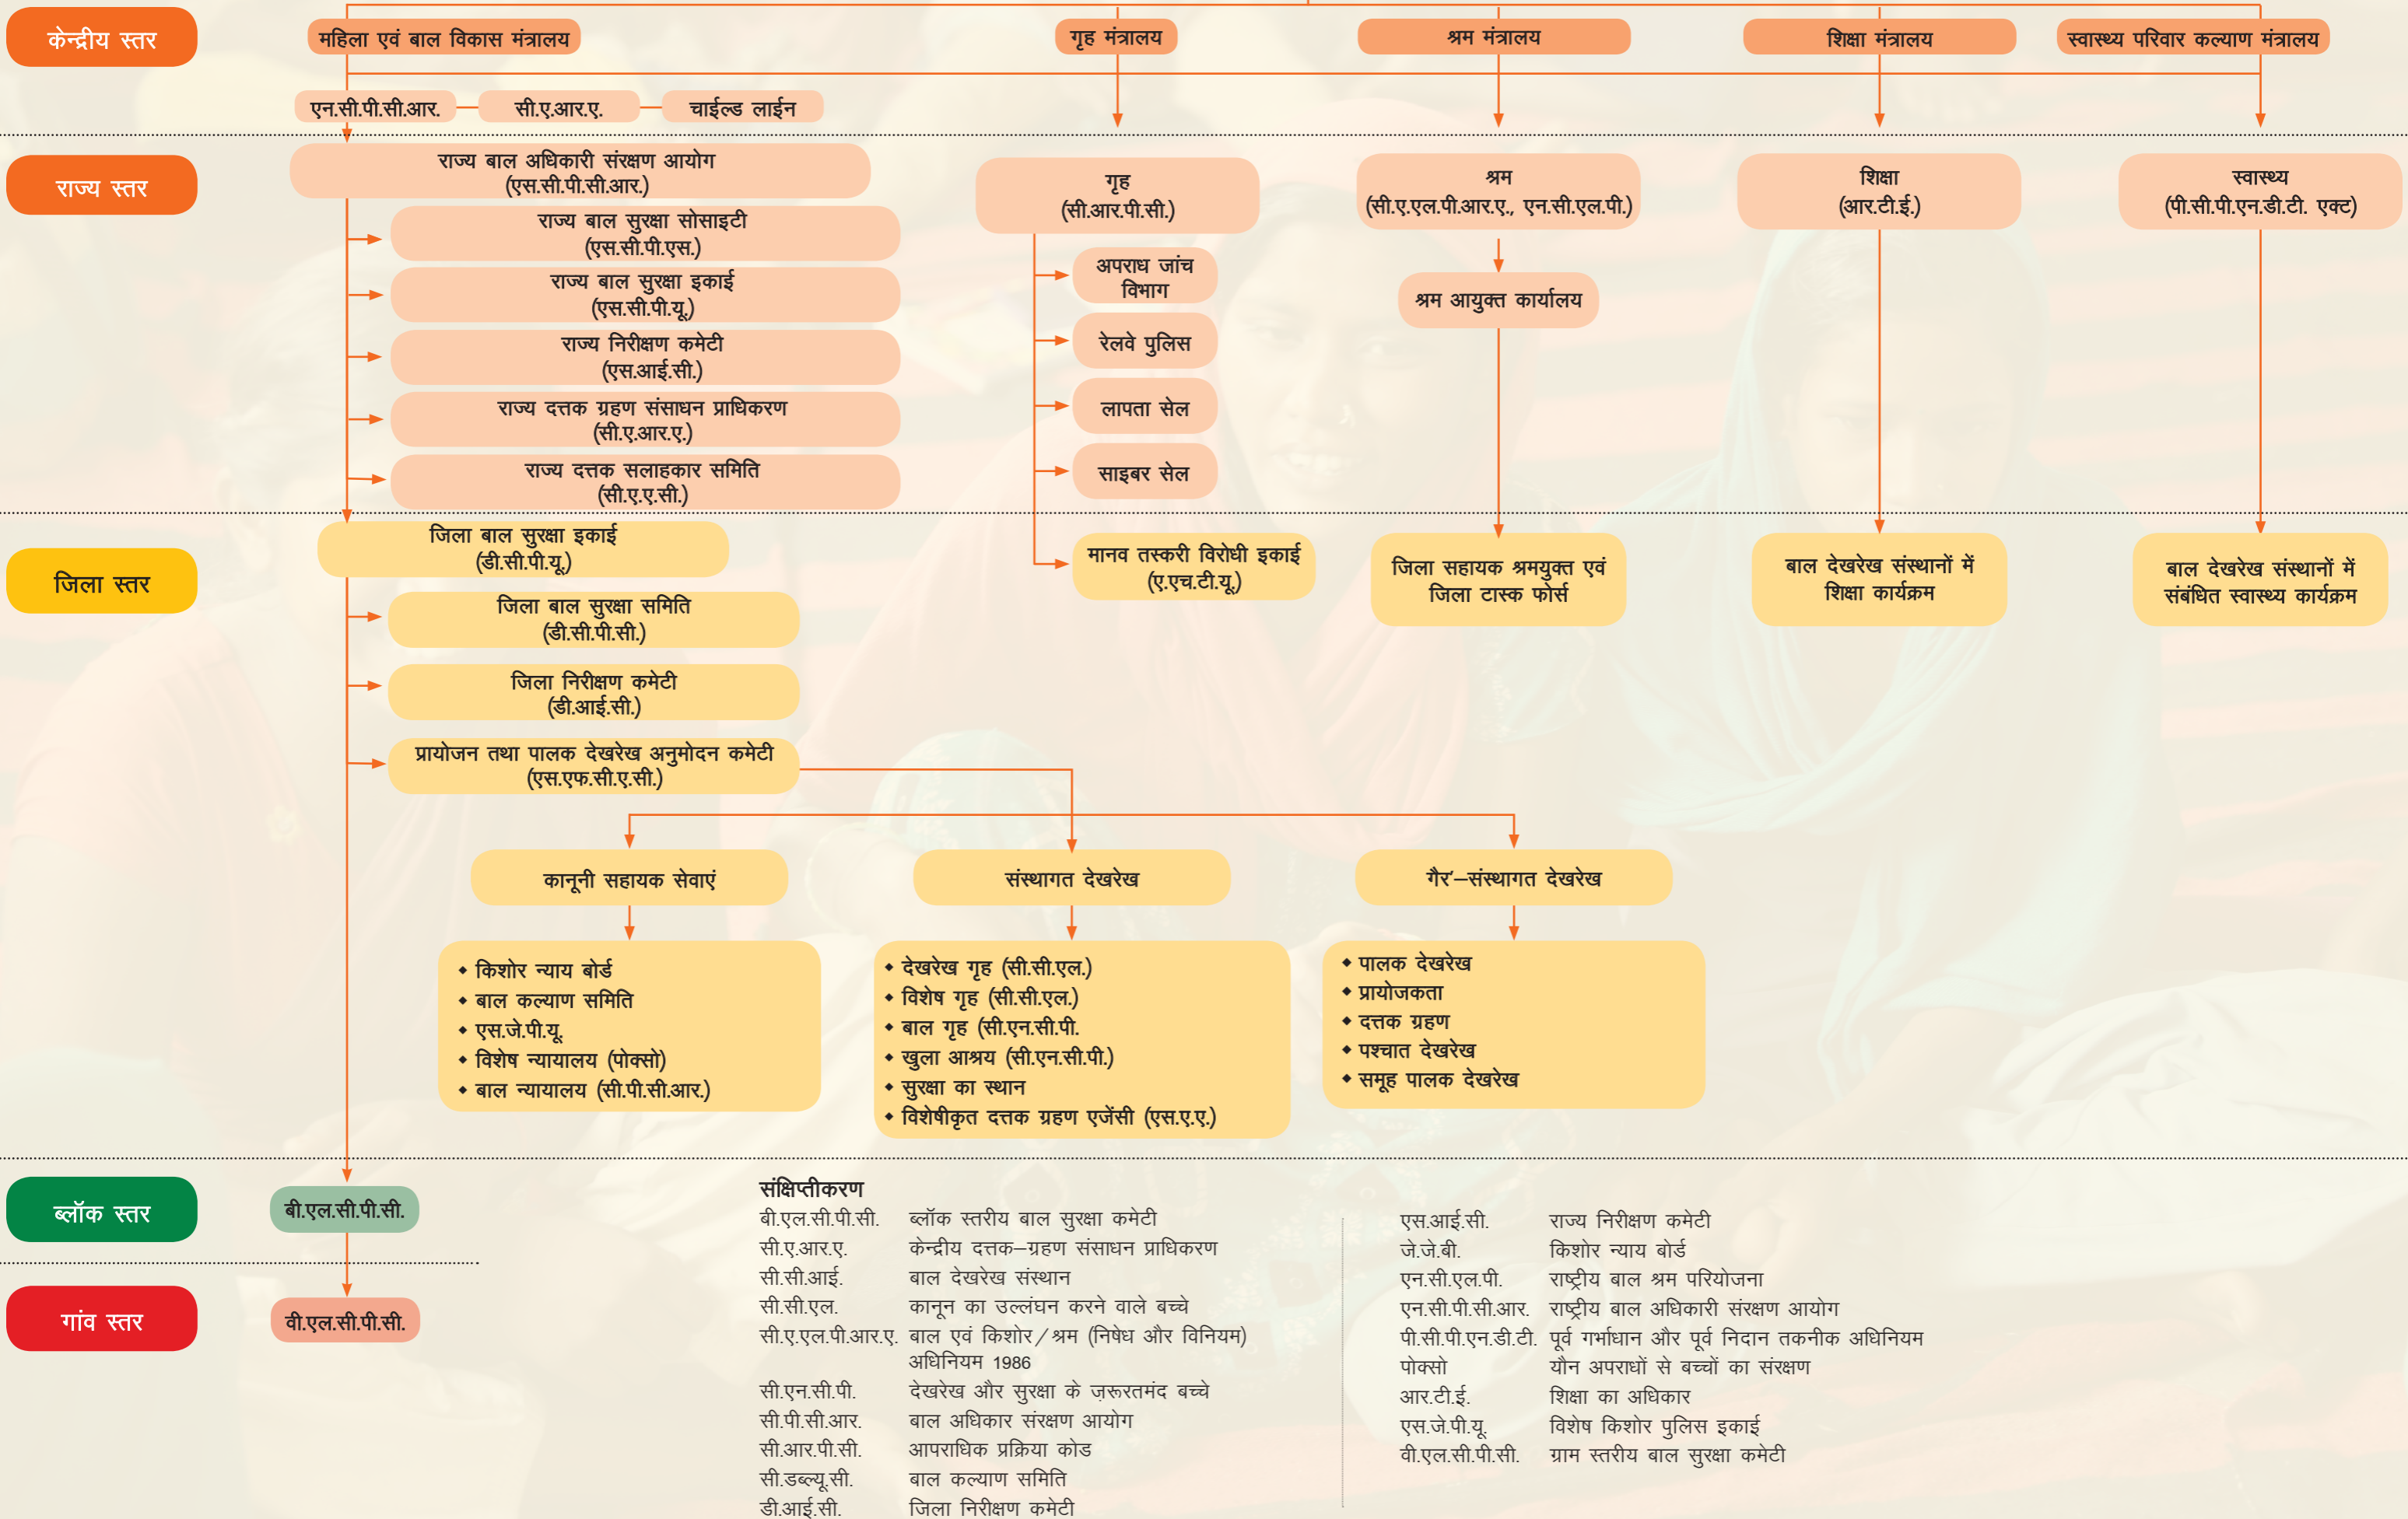 केन्द्रीय स्तर
महिला एवं बाल विकास मंत्रालय
गृह मंत्रालय
श्रम मंत्रालय
शिक्षा मंत्रालय
स्वास्थ्य परिवार कल्याण मंत्रालय
एन.सी.पी.सी.आर.
सी.ए.आर.ए.
चाईल्ड लाईन
राज्य स्तर
राज्य बाल अधिकारी संरक्षण आयोग
(एस.सी.पी.सी.आर.)
राज्य बाल सुरक्षा सोसाइटी
(एस.सी.पी.एस.)
राज्य बाल सुरक्षा इकाई
(एस.सी.पी.यू.)
राज्य निरीक्षण कमेटी
(एस.आई.सी.)
राज्य दत्तक ग्रहण संसाधन प्राधिकरण
(सी.ए.आर.ए.)
राज्य दत्तक सलाहकार समिति
(सी.ए.ए.सी.)
गृह
(सी.आर.पी.सी.)
अपराध जांच
विभाग
रेलवे पुलिस
लापता सेल
साइबर सेल
श्रम
(सी.ए.एल.पी.आर.ए., एन.सी.एल.पी.)
श्रम आयुक्त कार्यालय
शिक्षा
(आर.टी.ई.)
स्वास्थ्य
(पी.सी.पी.एन.डी.टी. एक्ट)
जिला स्तर
जिला बाल सुरक्षा इकाई
(डी.सी.पी.यू.)
जिला बाल सुरक्षा समिति
(डी.सी.पी.सी.)
जिला निरीक्षण कमेटी
(डी.आई.सी.)
प्रायोजन तथा पालक देखरेख अनुमोदन कमेटी
(एस.एफ.सी.ए.सी.)
मानव तस्करी विरोधी इकाई
(ए.एच.टी.यू.)
जिला सहायक श्रमयुक्त एवं
जिला टास्क फोर्स
बाल देखरेख संस्थानों में
शिक्षा कार्यक्रम
बाल देखरेख संस्थानों में
संबंधित स्वास्थ्य कार्यक्रम
कानूनी सहायक सेवाएं
◆ किशोर न्याय बोर्ड
◆ बाल कल्याण समिति
◆ एस.जे.पी.यू.
◆ विशेष न्यायालय (पोक्सो)
◆ बाल न्यायालय (सी.पी.सी.आर.)
संस्थागत देखरेख
◆ देखरेख गृह (सी.सी.एल.)
◆ विशेष गृह (सी.सी.एल.)
◆ बाल गृह (सी.एन.सी.पी.
◆ खुला आश्रय (सी.एन.सी.पी.)
◆ सुरक्षा का स्थान
◆ विशेषीकृत दत्तक ग्रहण एजेंसी (एस.ए.ए.)
गैर'–संस्थागत देखरेख
◆ पालक देखरेख
◆ प्रायोजकता
◆ दत्तक ग्रहण
◆ पश्चात देखरेख
◆ समूह पालक देखरेख
ब्लॉक स्तर
बी.एल.सी.पी.सी.
गांव स्तर
वी.एल.सी.पी.सी.
संक्षिप्तीकरण
बी.एल.सी.पी.सी. ब्लॉक स्तरीय बाल सुरक्षा कमेटी
सी.ए.आर.ए. केन्द्रीय दत्तक–ग्रहण संसाधन प्राधिकरण
सी.सी.आई. बाल देखरेख संस्थान
सी.सी.एल. कानून का उल्लंघन करने वाले बच्चे
सी.ए.एल.पी.आर.ए. बाल एवं किशोर/श्रम (निषेध और विनियम)
अधिनियम 1986
सी.एन.सी.पी. देखरेख और सुरक्षा के ज़रूरतमंद बच्चे
सी.पी.सी.आर. बाल अधिकार संरक्षण आयोग
सी.आर.पी.सी. आपराधिक प्रक्रिया कोड
सी.डब्ल्यू.सी. बाल कल्याण समिति
डी.आई.सी. जिला निरीक्षण कमेटी
एस.आई.सी. राज्य निरीक्षण कमेटी
जे.जे.बी. किशोर न्याय बोर्ड
एन.सी.एल.पी. राष्ट्रीय बाल श्रम परियोजना
एन.सी.पी.सी.आर. राष्ट्रीय बाल अधिकारी संरक्षण आयोग
पी.सी.पी.एन.डी.टी. पूर्व गर्भाधान और पूर्व निदान तकनीक अधिनियम
पोक्सो यौन अपराधों से बच्चों का संरक्षण
आर.टी.ई. शिक्षा का अधिकार
एस.जे.पी.यू. विशेष किशोर पुलिस इकाई
वी.एल.सी.पी.सी. ग्राम स्तरीय बाल सुरक्षा कमेटी